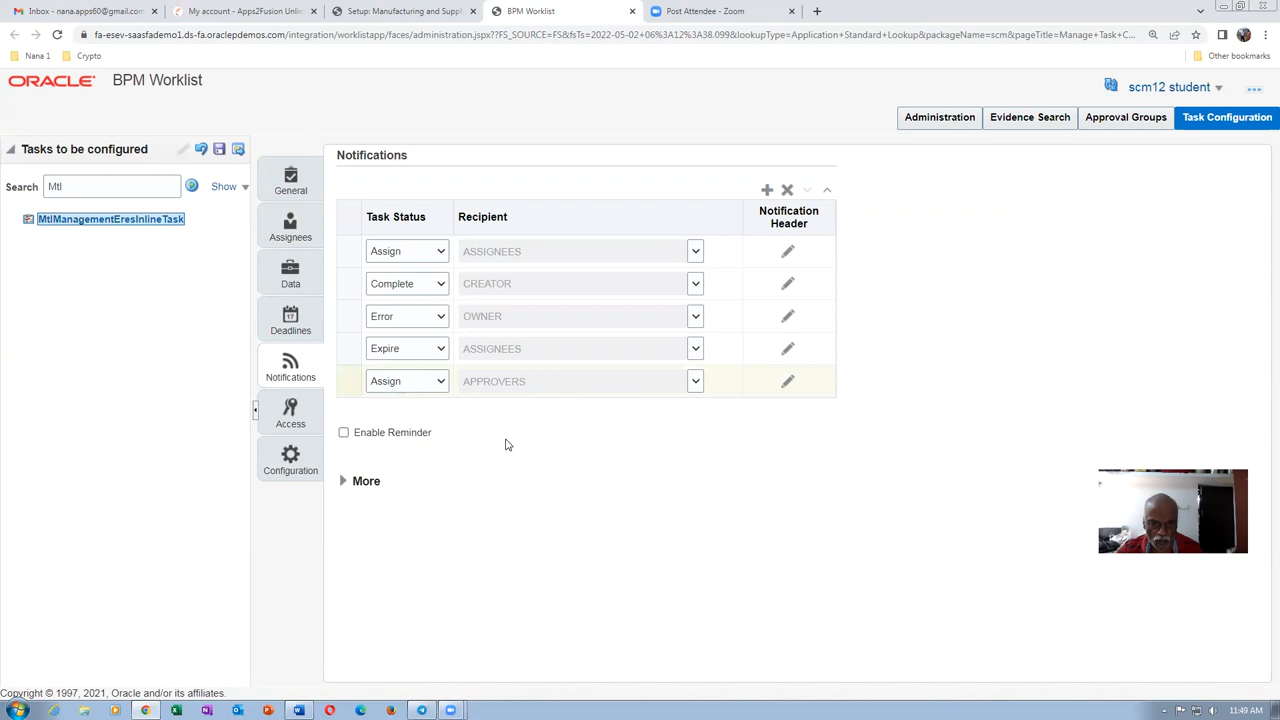 Inbox - nana.apps60@gmail.com
My account - Apps2Fusion Unlim
Setup: Manufacturing and Suppl
BPM Worklist
Post Attendee - Zoom
fa-esev-saasfademo1.ds-fa.oraclepdemos.com/integration/worklistapp/faces/administration.jspx??FS_SOURCE=FS&fsTs=2022-05-02+06%3A12%3A38.099&lookupType=Application+Standard+Lookup&packageName=scm&pageTitle=Manage+Task+C...
Nana 1
Crypto
Other bookmarks
ORACLE
BPM Worklist
scm12 student
Administration
Evidence Search
Approval Groups
Task Configuration
Tasks to be configured
Search Mtl Show
MtlManagementEresInlineTask
General
Assignees
Data
Deadlines
Notifications
Access
Configuration
Notifications
Task Status Recipient Notification Header
Assign ASSIGNEES
Complete CREATOR
Error OWNER
Expire ASSIGNEES
Assign APPROVERS
Enable Reminder
More
Copyright © 1997, 2021, Oracle and/or its affiliates.
11:49 AM